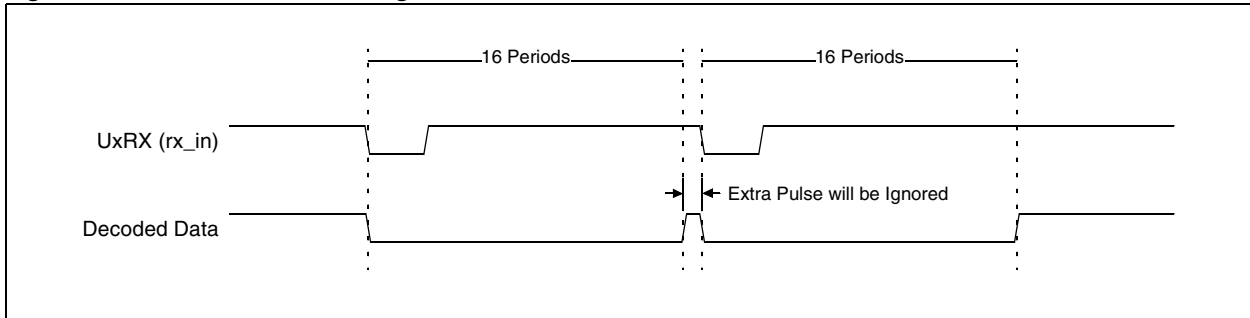 16 Periods 16 Periods
UxRX (rx_in)
Extra Pulse will be Ignored
Decoded Data